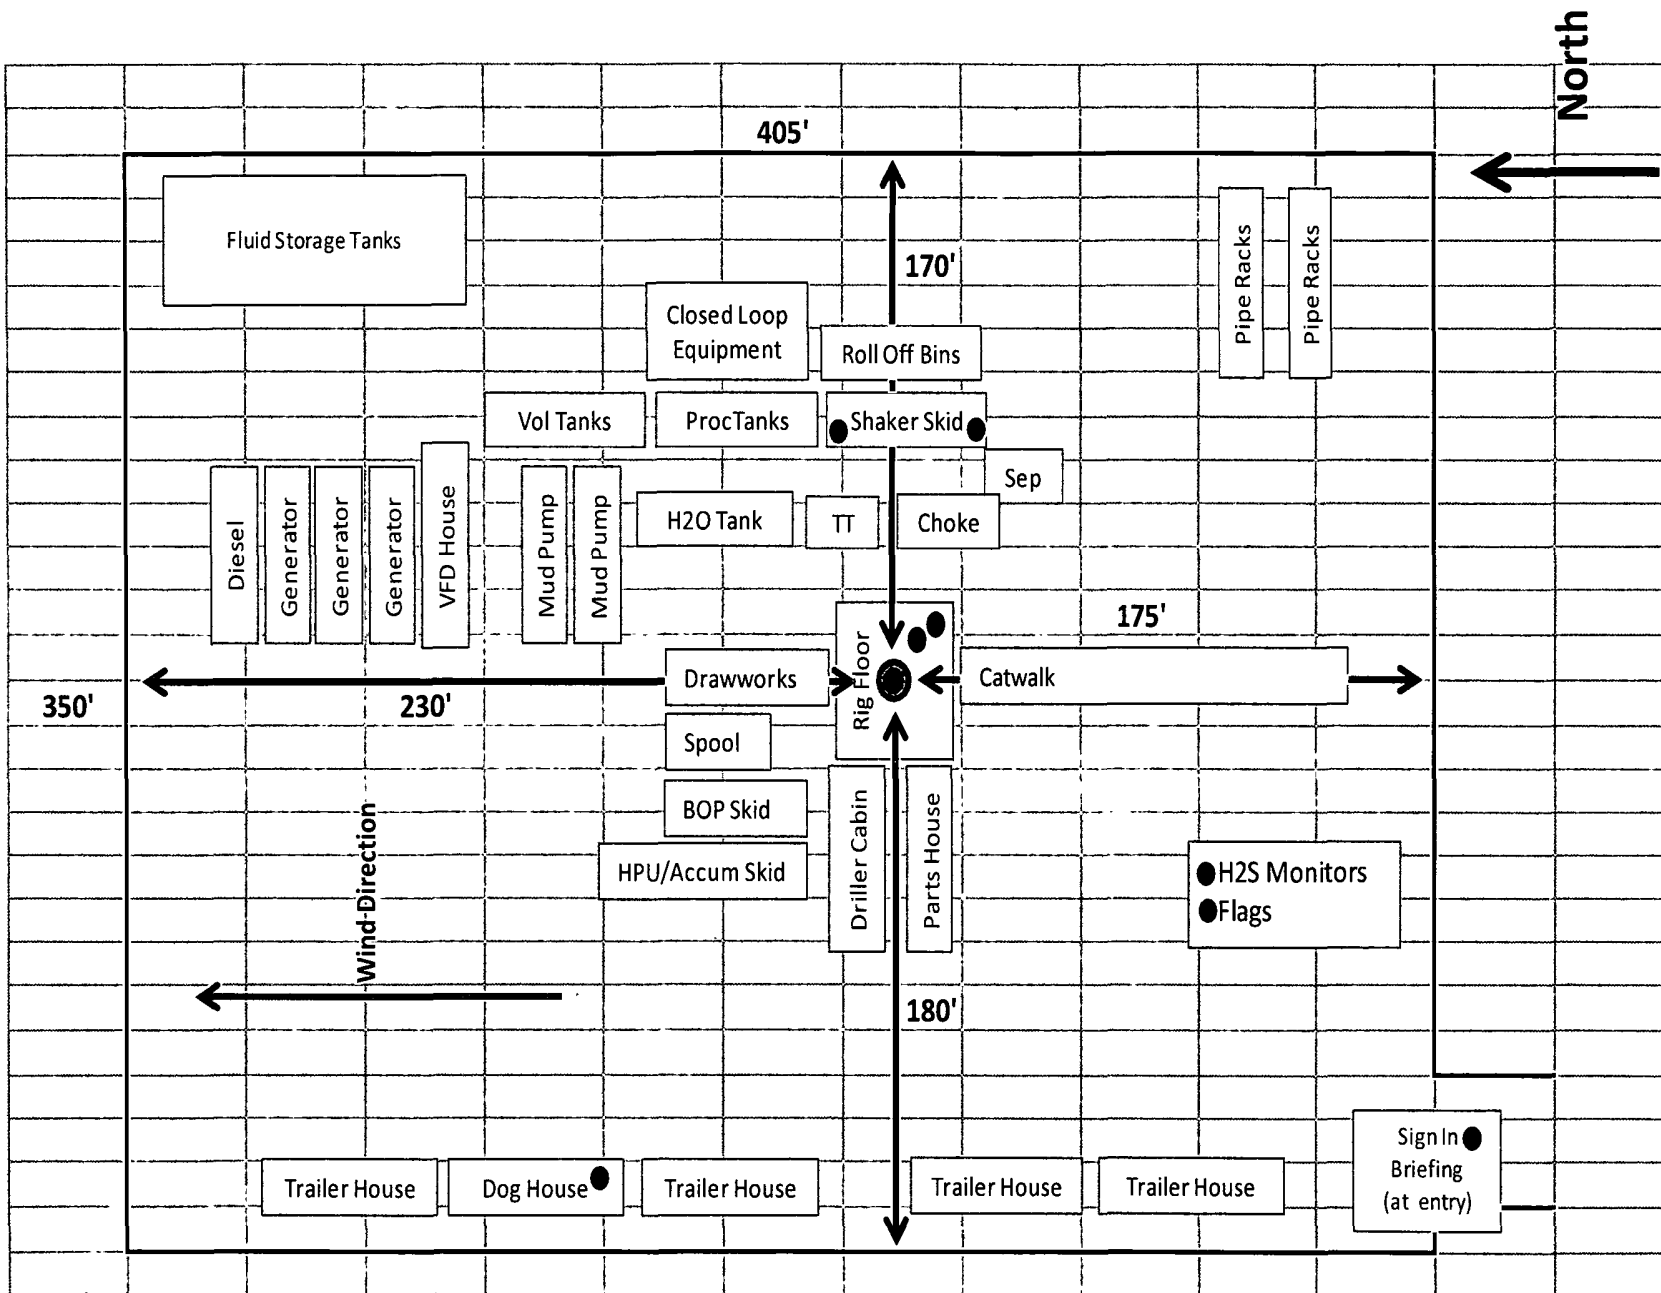 North
405'
Fluid Storage Tanks
170'
Pipe Racks
Pipe Racks
Closed Loop
Equipment
Roll Off Bins
Vol Tanks
ProcTanks
Shaker Skid
Sep
Diesel
Generator
Generator
Generator
VFD House
Mud Pump
Mud Pump
H2O Tank
TT
Choke
175'
Rig Floor
Drawworks
Catwalk
350'
230'
Spool
BOP Skid
HPU/Accum Skid
Driller Cabin
Parts House
Wind Direction
H2S Monitors
Flags
180'
Sign In
Briefing
(at entry)
Trailer House
Dog House
Trailer House
Trailer House
Trailer House